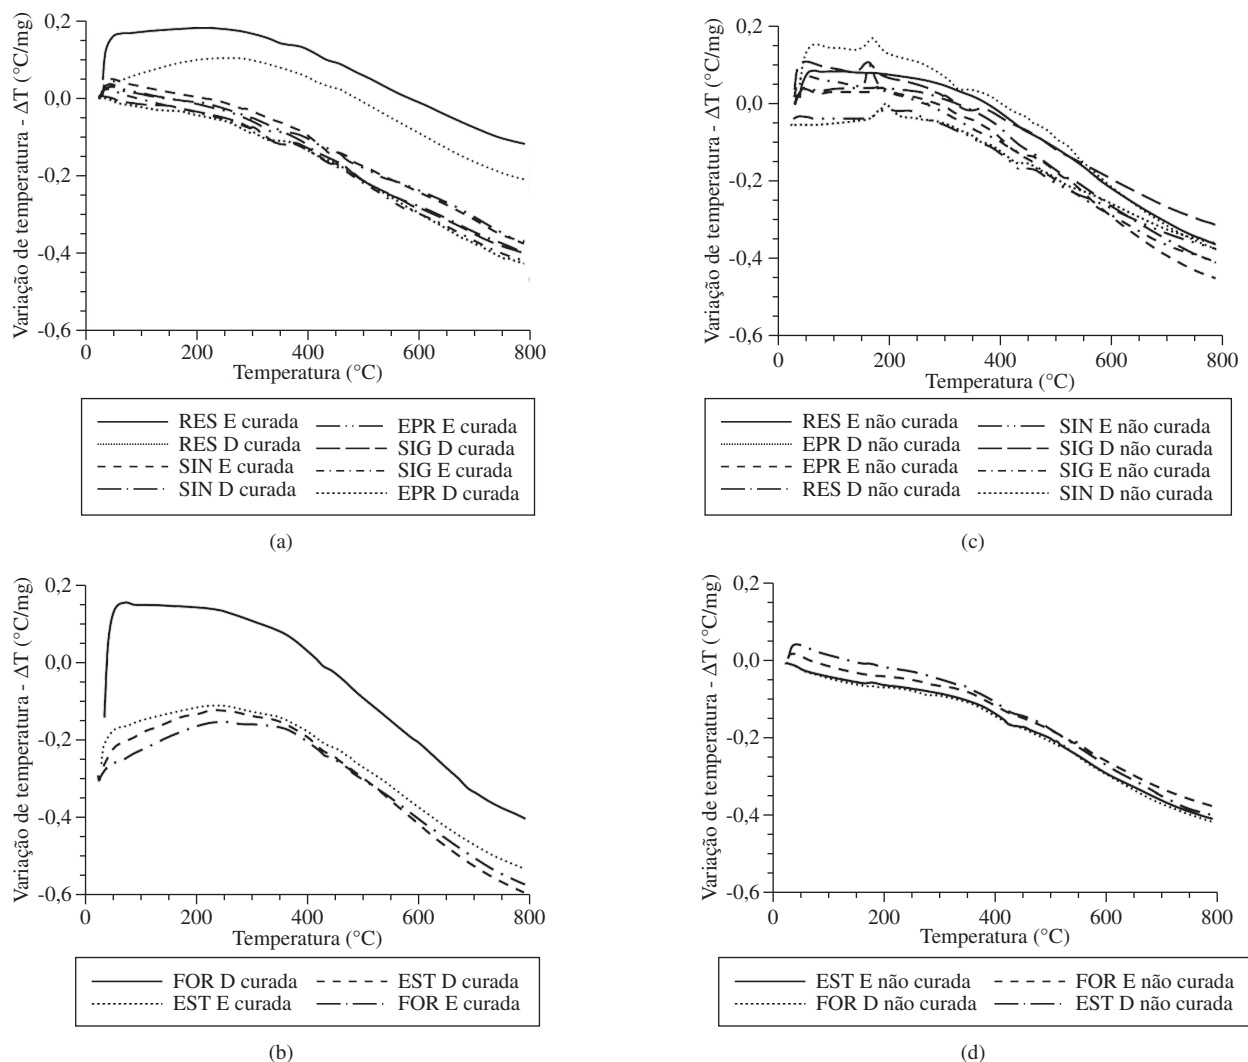 Variação de temperatura - ΔT (°C/mg)
0,2
0,0
-0,2
-0,4
-0,6
0 200 400 600 800
Temperatura (°C)
RES E curada
RES D curada
SIN E curada
SIN D curada
EPR E curada
SIG D curada
SIG E curada
EPR D curada
(a)
Variação de temperatura - ΔT (°C/mg)
0,2
0,0
-0,2
-0,4
-0,6
0 200 400 600 800
Temperatura (°C)
RES E não curada
EPR D não curada
EPR E não curada
RES D não curada
SIN E não curada
SIG D não curada
SIG E não curada
SIN D não curada
(c)
Variação de temperatura - ΔT (°C/mg)
0,2
0,0
-0,2
-0,4
-0,6
0 200 400 600 800
Temperatura (°C)
FOR D curada
EST E curada
EST D curada
FOR E curada
(b)
Variação de temperatura - ΔT (°C/mg)
0,2
0,0
-0,2
-0,4
-0,6
0 200 400 600 800
Temperatura (°C)
EST E não curada
FOR D não curada
FOR E não curada
EST D não curada
(d)